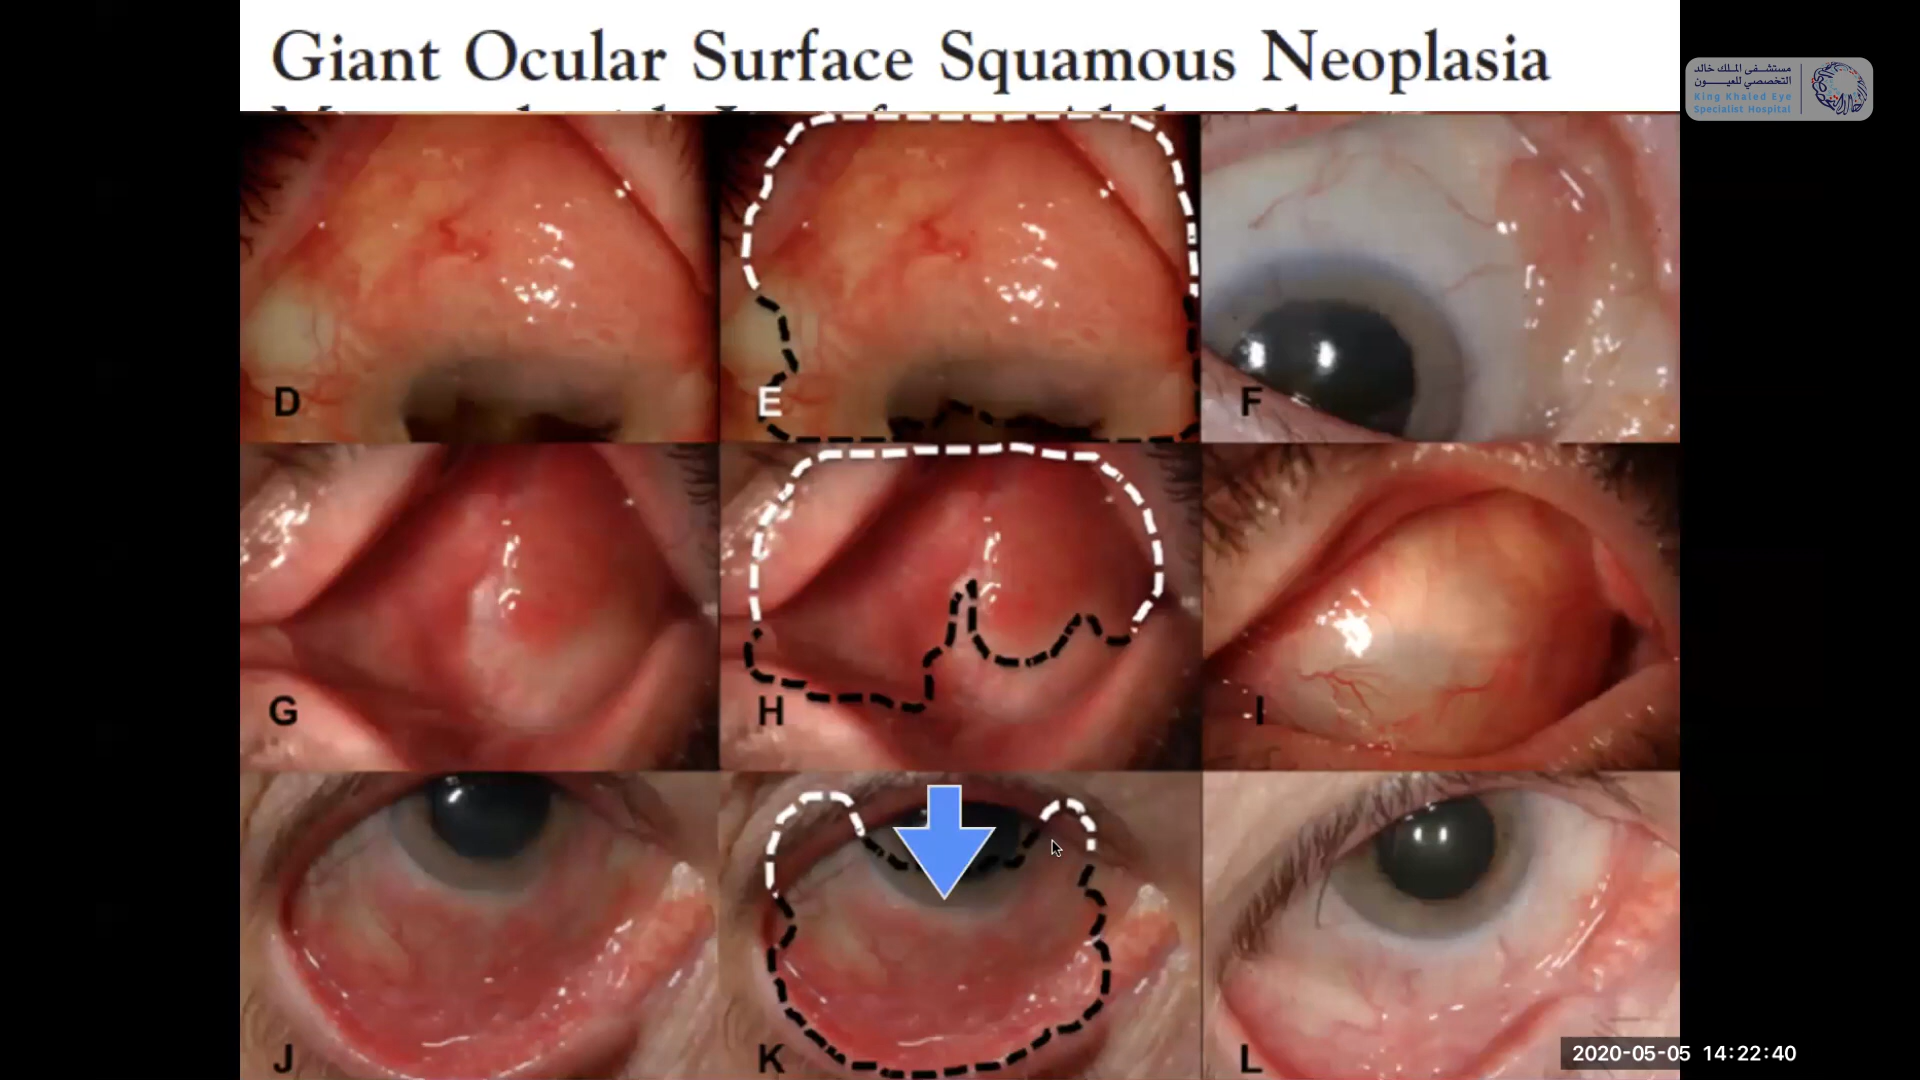 Giant Ocular Surface Squamous Neoplasia
مستشفى الملك خالد
التخصصي للعيـــون
King Khaled Eye
Specialist Hospital
D
E
F
G
H
I
J
K
L
2020-05-05 14:22:40